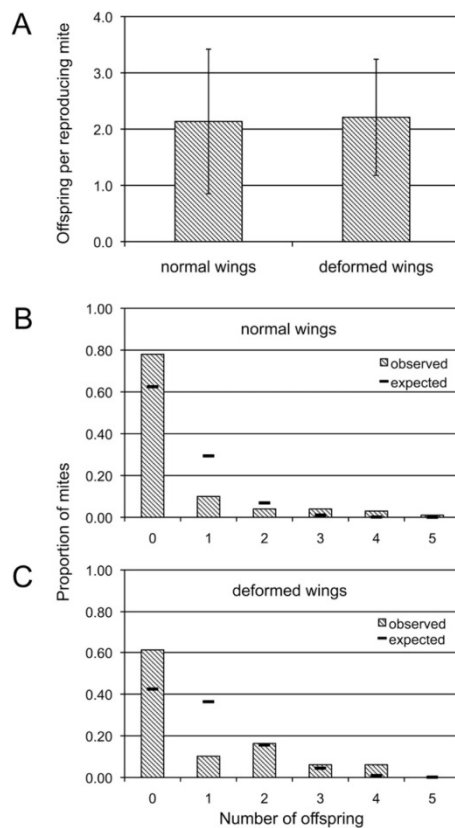 A
Offspring per reproducing mite
4.0
3.0
2.0
1.0
0.0
normal wings deformed wings
B
Proportion of mites
1.00
0.80
0.60
0.40
0.20
0.00
normal wings
observed
expected
0 1 2 3 4 5
C
1.00
0.80
0.60
0.40
0.20
0.00
deformed wings
observed
expected
0 1 2 3 4 5
Number of offspring